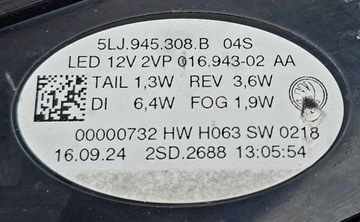 5LJ.945.308.B 04S
LED 12V 2VP 016.943-02 AA
TAIL 1,3W REV 3,6W
DI 6,4W FOG 1,9W
00000732 HW H063 SW 0218
16.09.24 2SD.2688 13:05:54